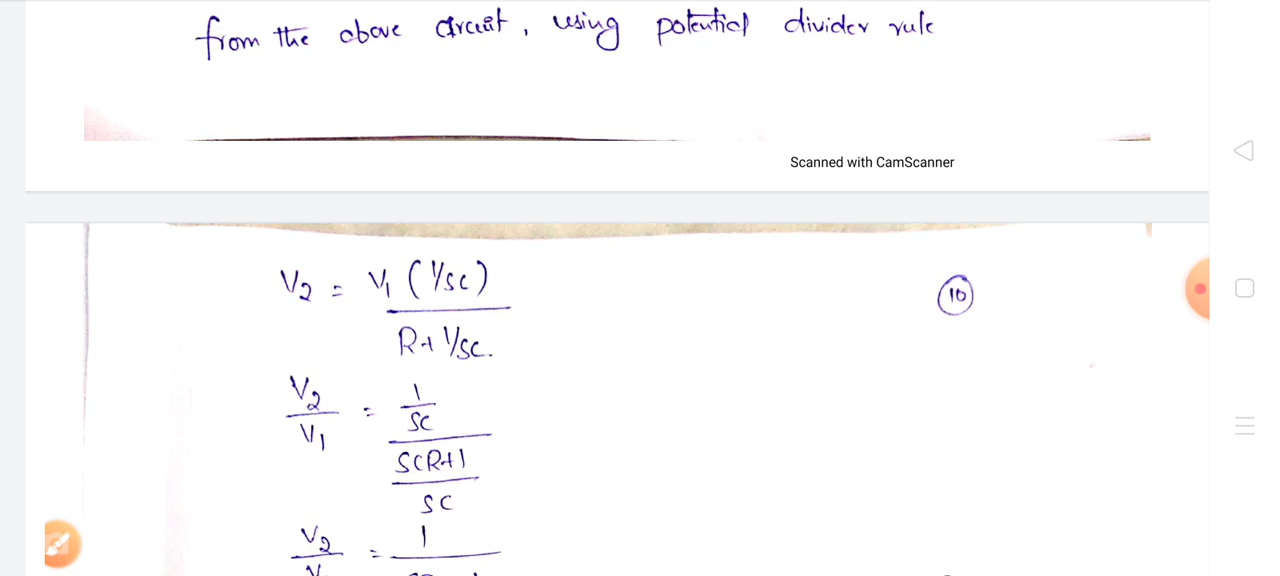 from the above circuit, using potential divider rule
Scanned with CamScanner
V2 = V1 (1/SC)
R+1/SC.
10
V2/V1 = 1/SC
SCR+1
SC
V2 = 1